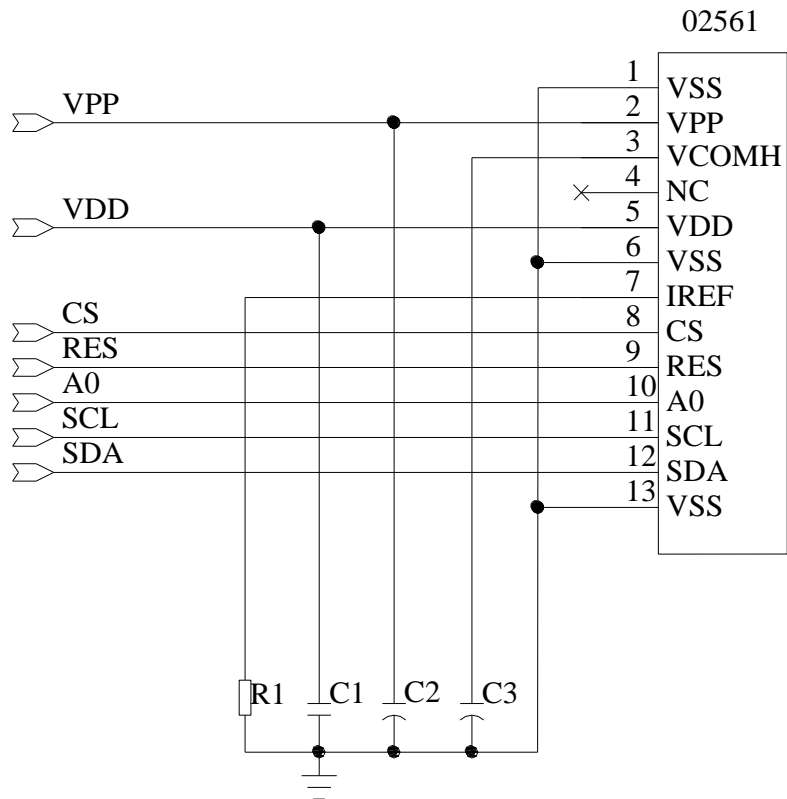 02561
1 VSS
VPP 2 VPP
3 VCOMH
4 NC
VDD 5 VDD
6 VSS
7 IREF
CS 8 CS
RES 9 RES
A0 10 A0
SCL 11 SCL
SDA 12 SDA
13 VSS
R1 C1 C2 C3